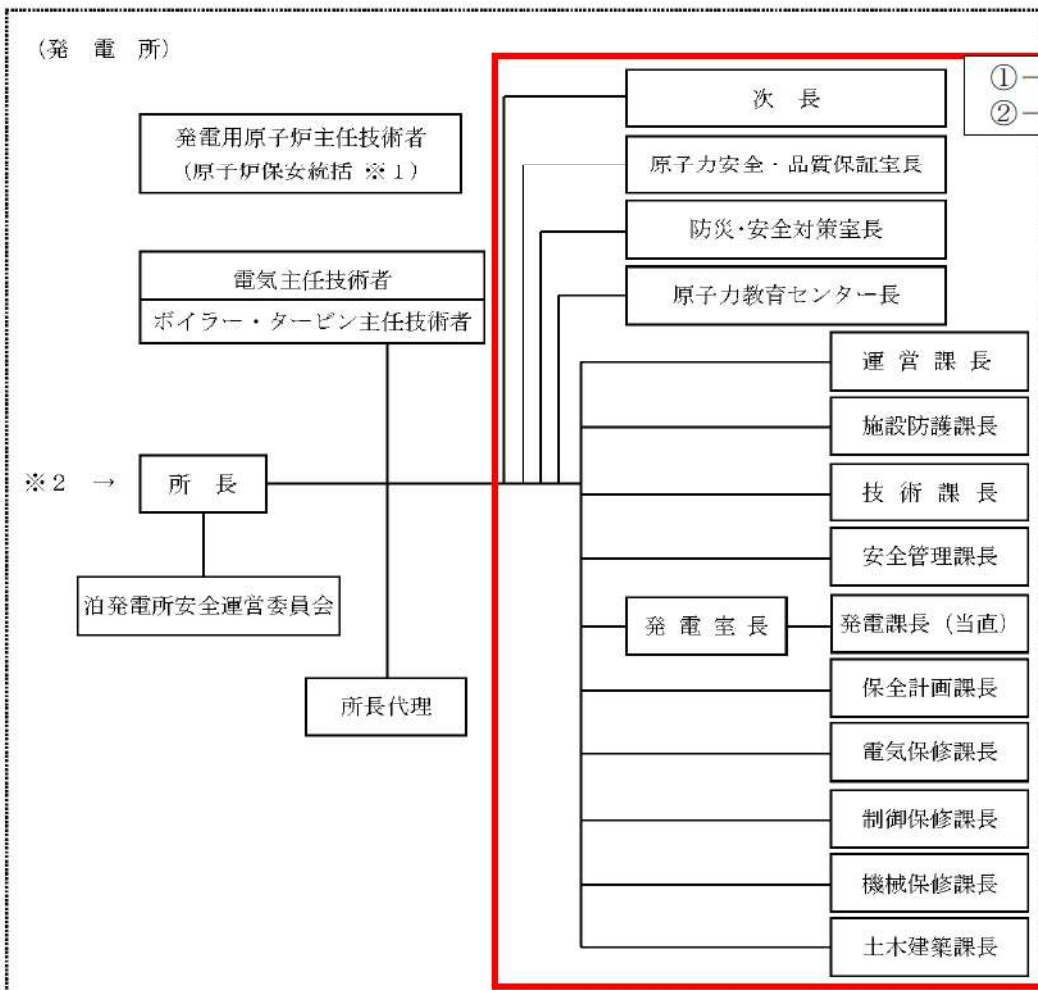 (発 電 所)
①－
②－
次 長
発電用原子炉主任技術者
(原子炉保安統括 ※１)
原子力安全・品質保証室長
防災・安全対策室長
電気主任技術者
原子力教育センター長
ボイラー・タービン主任技術者
運 営 課 長
施設防護課長
※２ →
所 長
技 術 課 長
安全管理課長
泊発電所安全運営委員会
発 電 室 長
発電課長 (当直)
保全計画課長
所長代理
電気保修課長
制御保修課長
機械保修課長
土木建築課長